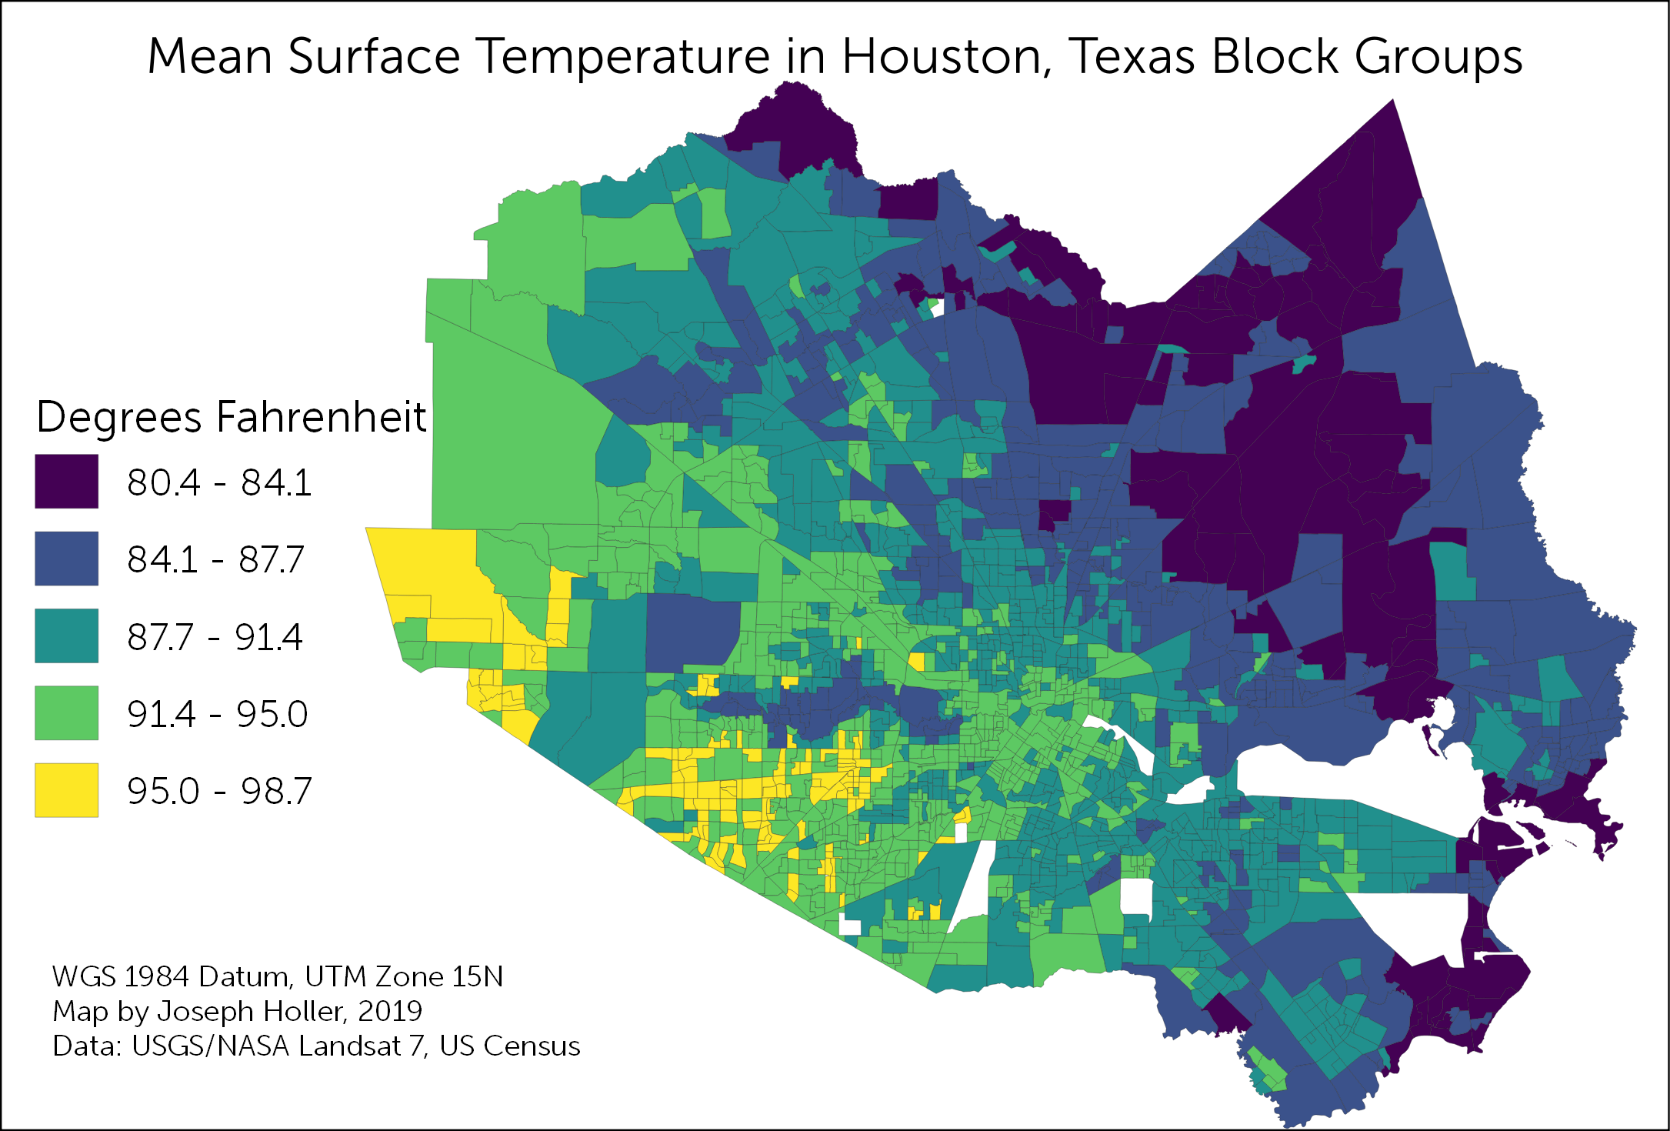 Mean Surface Temperature in Houston, Texas Block Groups
Degrees Fahrenheit
80.4 - 84.1
84.1 - 87.7
87.7 - 91.4
91.4 - 95.0
95.0 - 98.7
WGS 1984 Datum, UTM Zone 15N
Map by Joseph Holler, 2019
Data: USGS/NASA Landsat 7, US Census